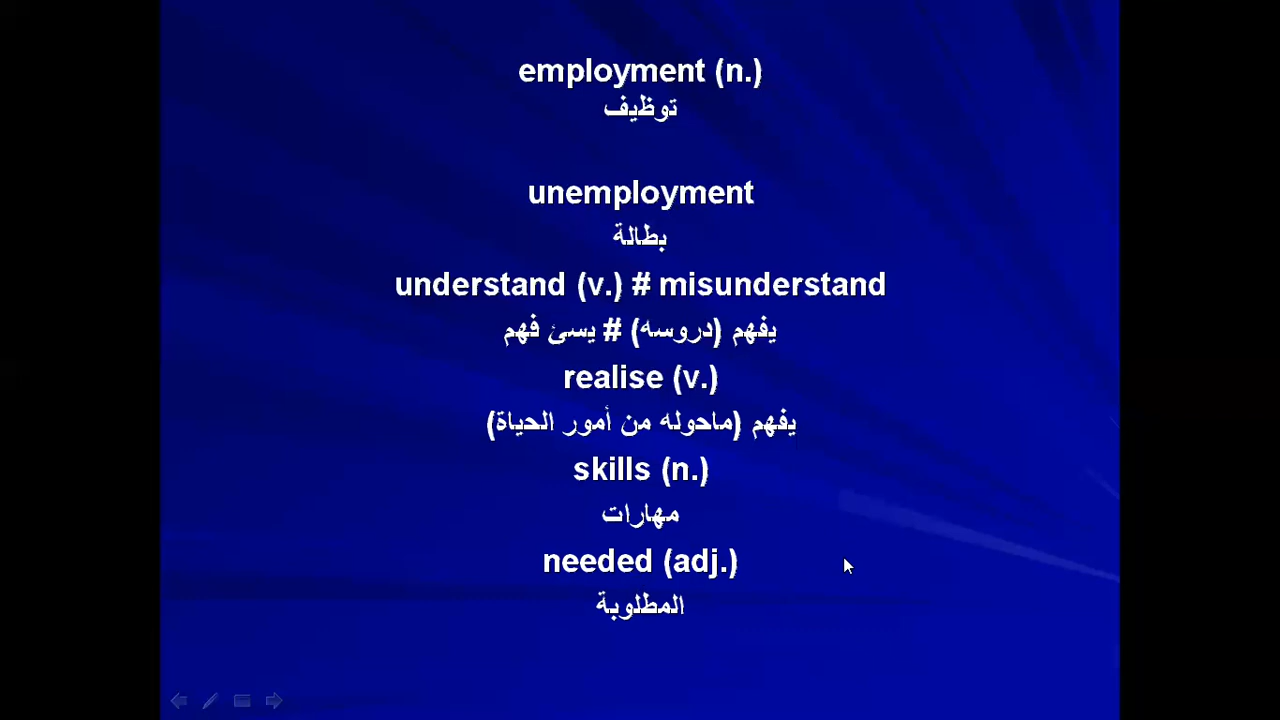 employment (n.)
توظيف
unemployment
بطالة
understand (v.) # misunderstand
يفهم (دروسه) # يسئ فهم
realise (v.)
يفهم (ماحوله من أمور الحياة)
skills (n.)
مهارات
needed (adj.)
المطلوبة